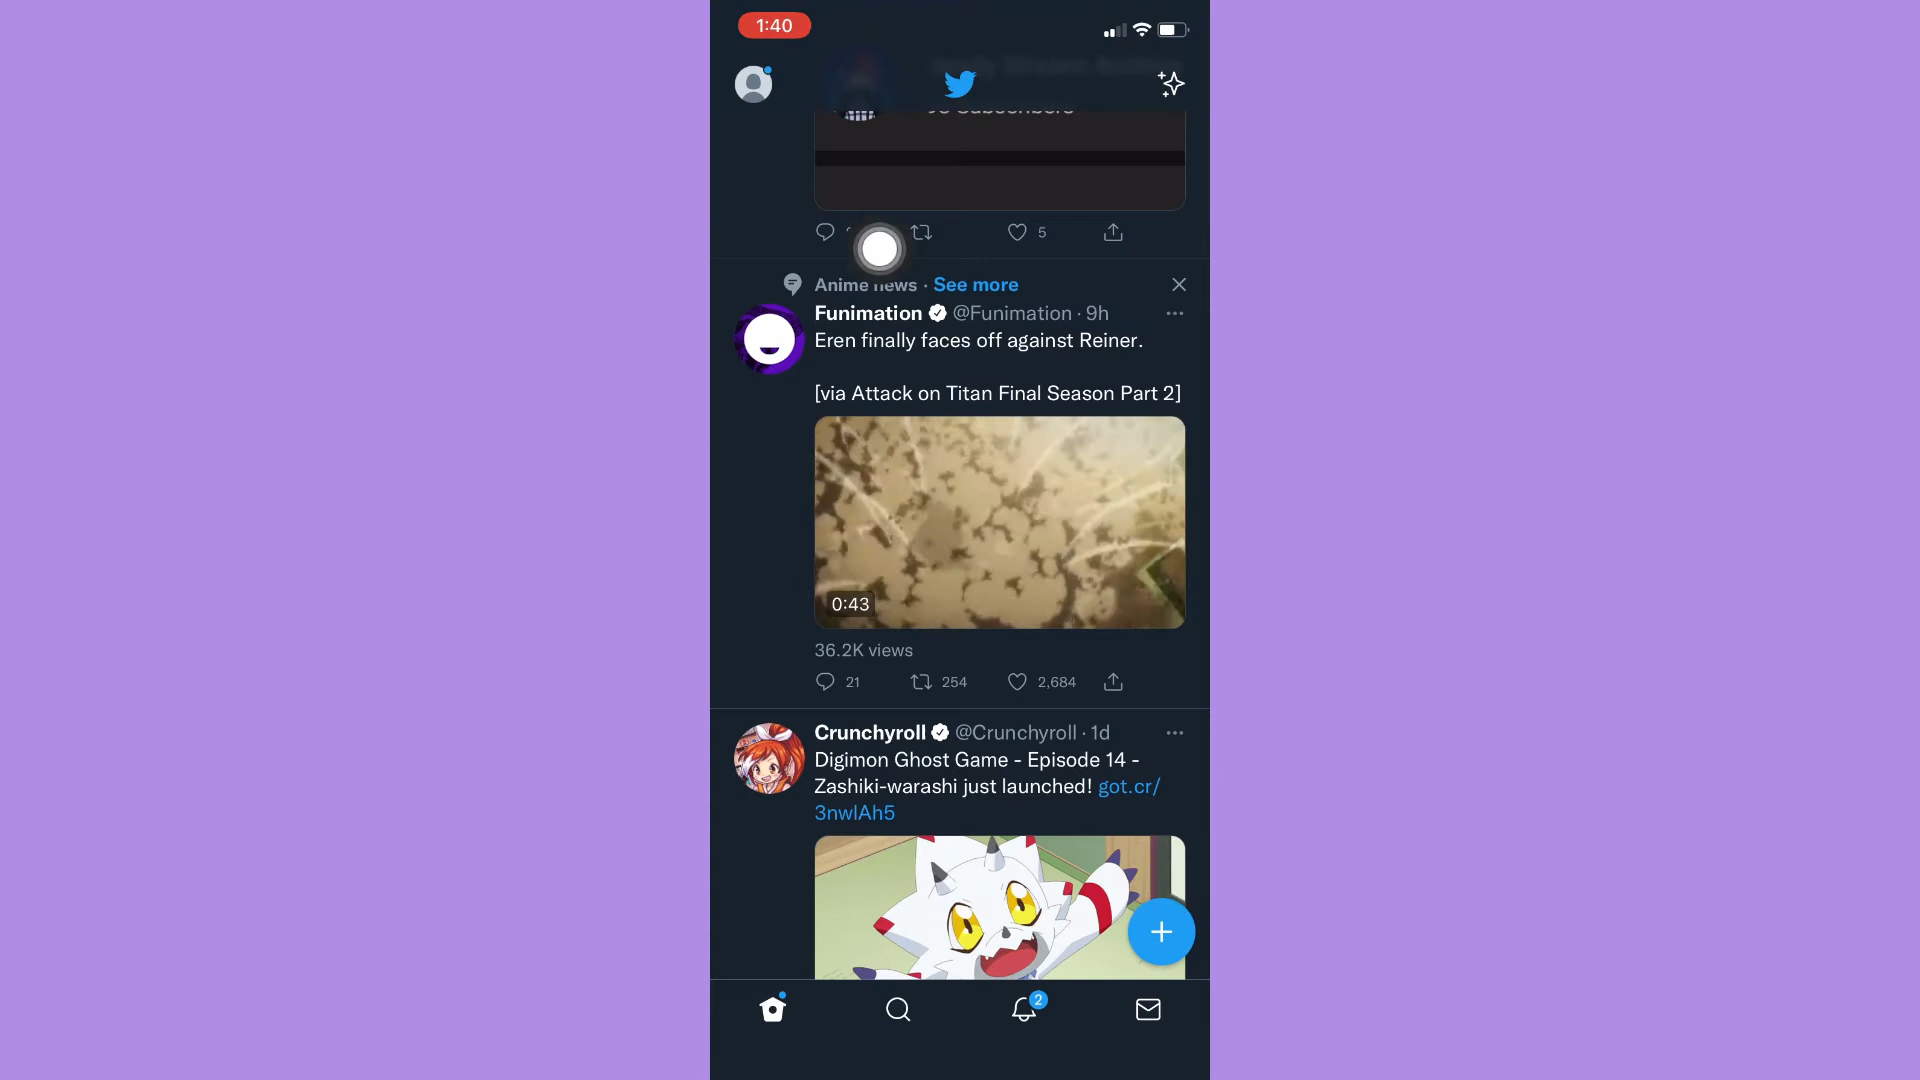 1:40
Subscribers
5
Anime news · See more
Funimation @Funimation · 9h
Eren finally faces off against Reiner.
[via Attack on Titan Final Season Part 2]
0:43
36.2K views
21 254 2,684
Crunchyroll @Crunchyroll · 1d
Digimon Ghost Game - Episode 14 -
Zashiki-warashi just launched! got.cr/
3nwlAh5
2